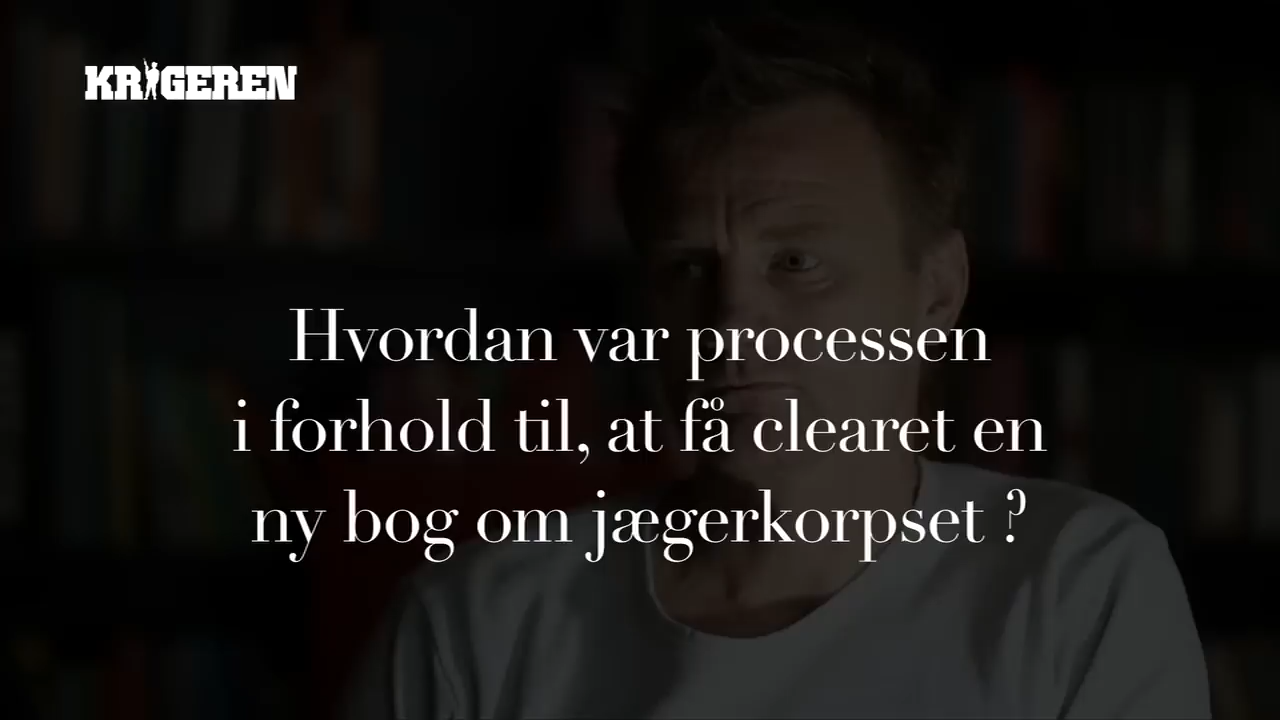 KRIGEREN
Hvordan var processen
i forhold til, at få clearet en
ny bog om jægerkorpset ?